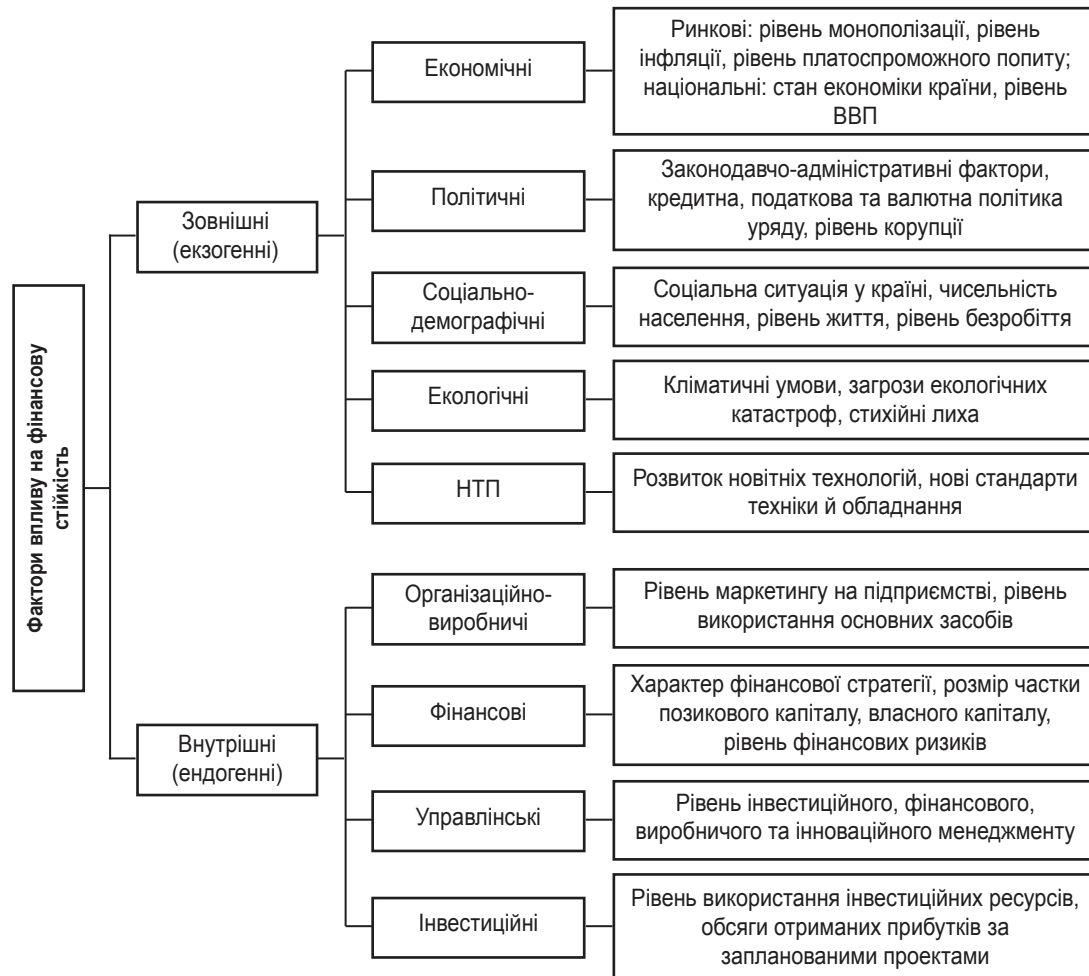 Фактори впливу на фінансову
стійкість
Зовнішні
(екзогенні)
Економічні
Ринкові: рівень монополізації, рівень
інфляції, рівень платоспроможного попиту;
національні: стан економіки країни, рівень
ВВП
Політичні
Законодавчо-адміністративні фактори,
кредитна, податкова та валютна політика
уряду, рівень корупції
Соціально-
демографічні
Соціальна ситуація у країні, чисельність
населення, рівень життя, рівень безробіття
Екологічні
Кліматичні умови, загрози екологічних
катастроф, стихійні лиха
НТП
Розвиток новітніх технологій, нові стандарти
техніки й обладнання
Внутрішні
(ендогенні)
Організаційно-
виробничі
Рівень маркетингу на підприємстві, рівень
використання основних засобів
Фінансові
Характер фінансової стратегії, розмір частки
позикового капіталу, власного капіталу,
рівень фінансових ризиків
Управлінські
Рівень інвестиційного, фінансового,
виробничого та інноваційного менеджменту
Інвестиційні
Рівень використання інвестиційних ресурсів,
обсяги отриманих прибутків за
запланованими проектами